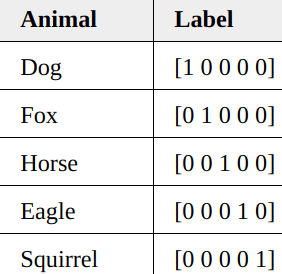 Animal Label
Dog [1 0 0 0 0]
Fox [0 1 0 0 0]
Horse [0 0 1 0 0]
Eagle [0 0 0 1 0]
Squirrel [0 0 0 0 1]